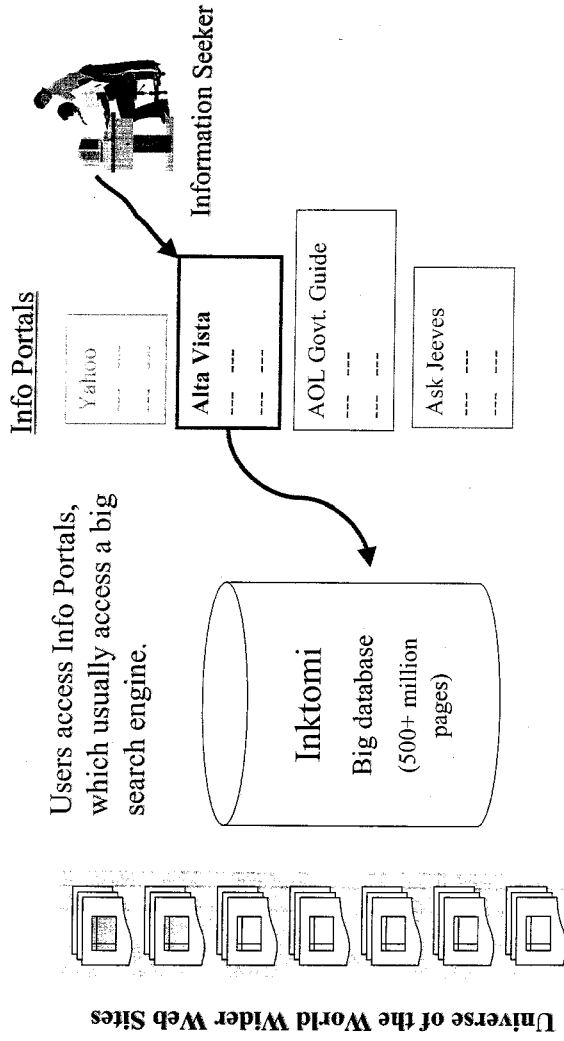 Info Portals
Users access Info Portals,
which usually access a big
search engine.
Yahoo
--- ---
--- ---
Alta Vista
--- ---
--- ---
AOL Govt. Guide
--- ---
--- ---
Ask Jeeves
--- ---
--- ---
Information Seeker
Inktomi
Big database
(500+ million
pages)
Universe of the World Wider Web Sites